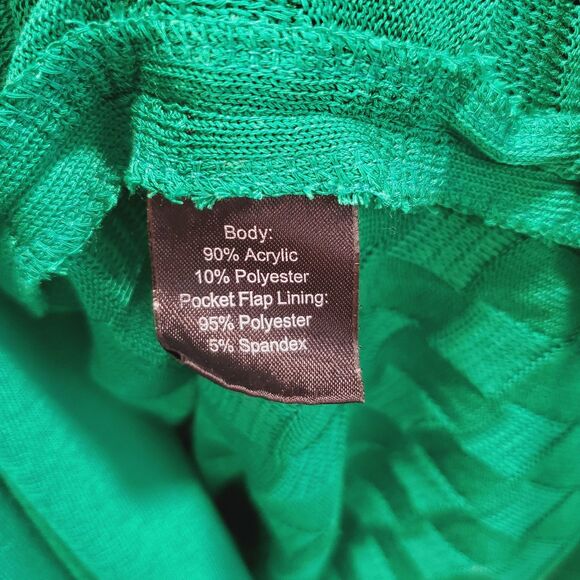 Body:
90% Acrylic
10% Polyester
Pocket Flap Lining:
95% Polyester
5% Spandex